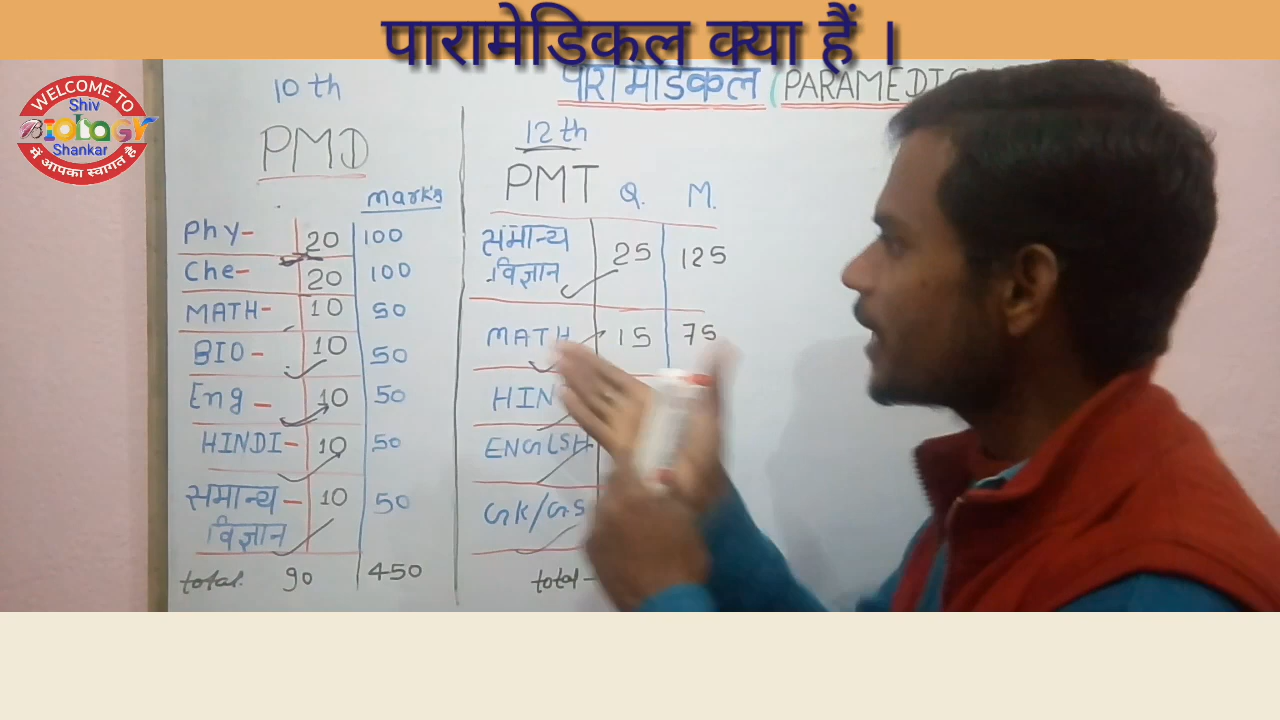 पारामेडिकल क्या हैं ।
WELCOME TO
Shiv
BIOLOGY
Shankar
में आपका स्वागत है
पारामेडिकल (PARAMEDIC
10 th
PMD
marks
Phy- 20 100
Che- 20 100
MATH- 10 50
BIO - 10 50
Eng - 10 50
HINDI- 10 50
समान्य - 10 50
विज्ञान
total. 90 450
12 th
PMT Q. M.
समान्य 25 125
विज्ञान
MATH 15 75
HIN
ENGLSH
GK/GS
total -